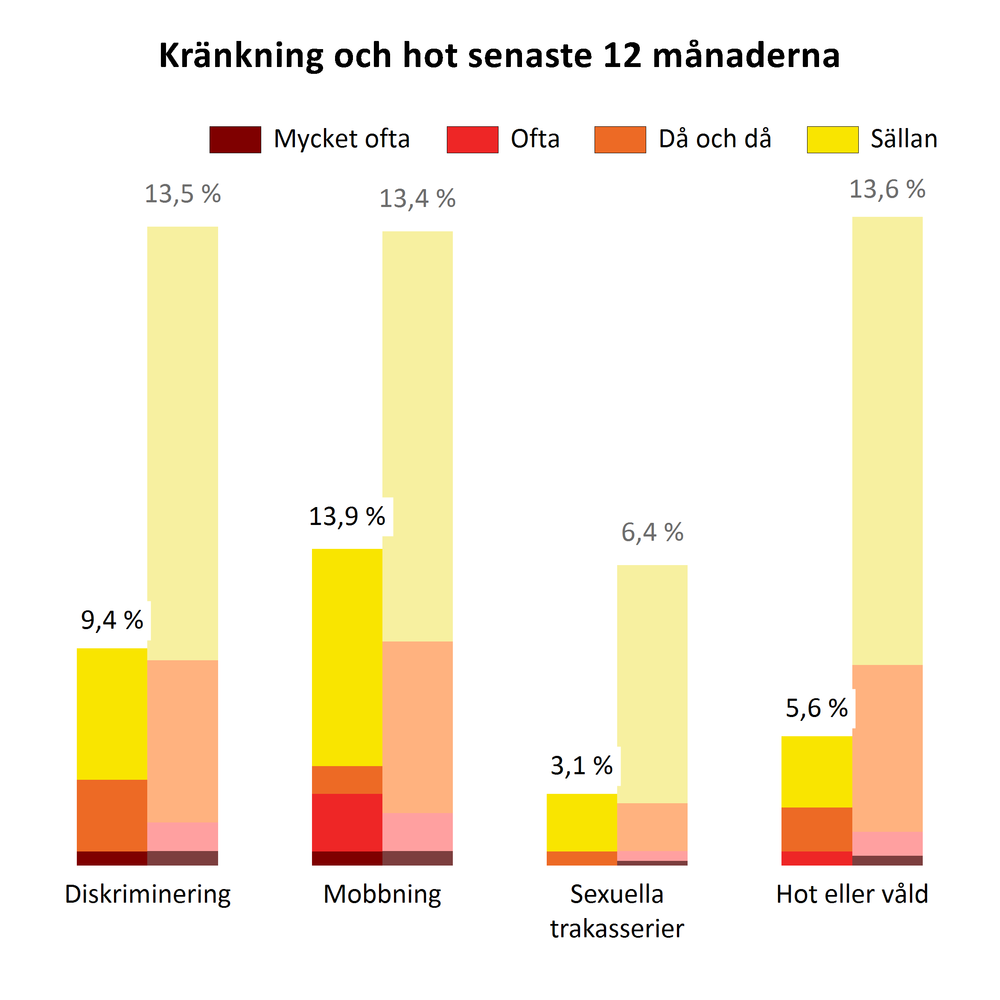 Kränkning och hot senaste 12 månaderna
Mycket ofta Ofta Då och då Sällan
13,5 % 13,4 % 13,6 %
13,9 % 6,4 %
9,4 % 3,1 % 5,6 %
Diskriminering Mobbning Sexuella Hot eller våld
trakasserier